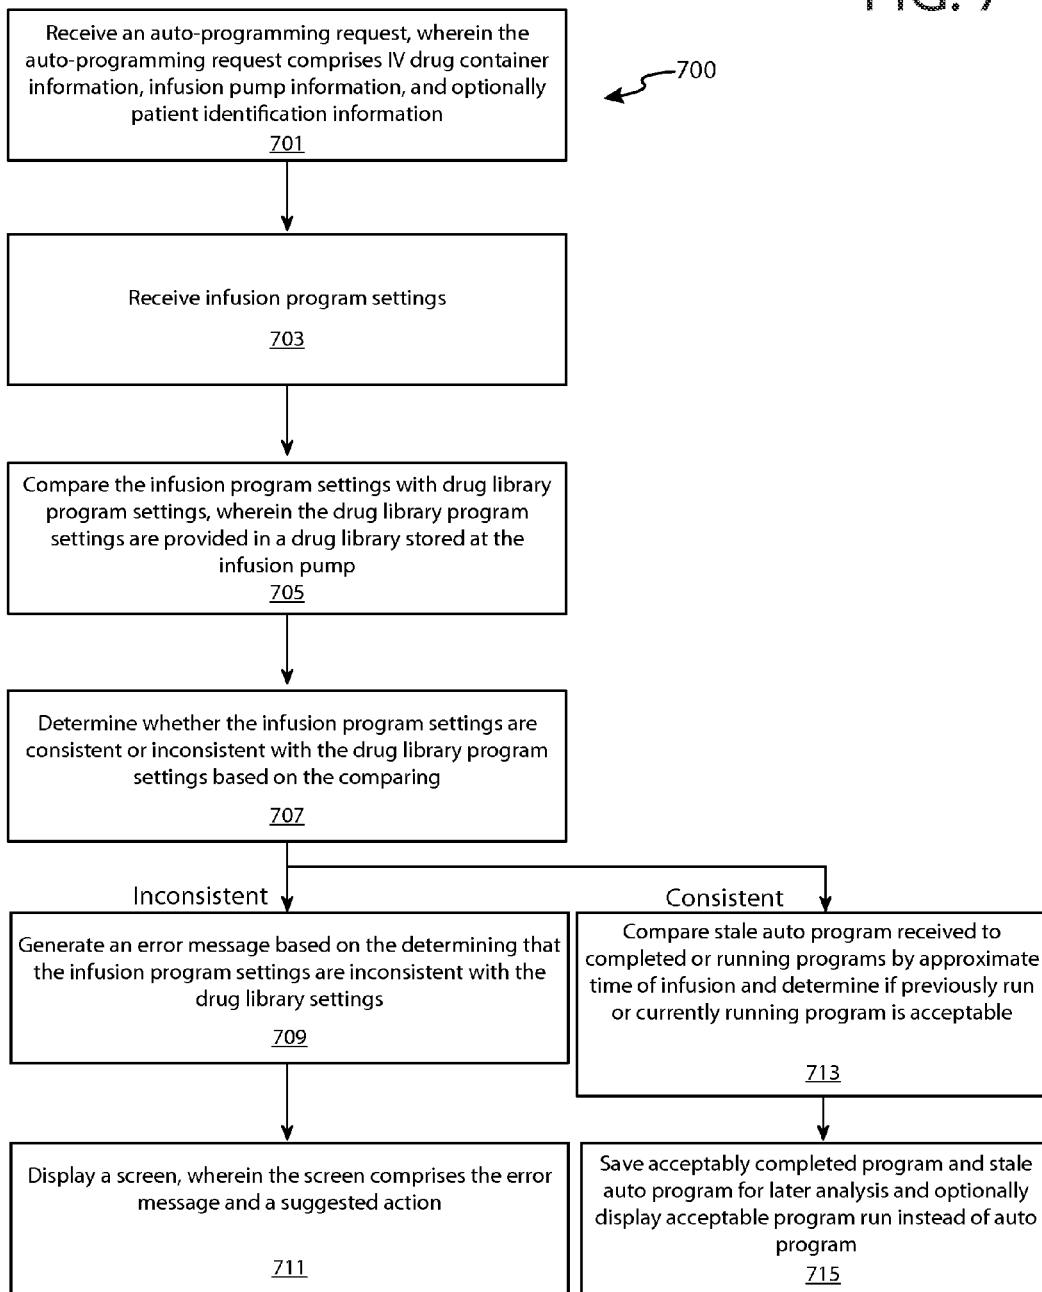 FIG. 7
Receive an auto-programming request, wherein the
auto-programming request comprises IV drug container
information, infusion pump information, and optionally
patient identification information
701
700
Receive infusion program settings
703
Compare the infusion program settings with drug library
program settings, wherein the drug library program
settings are provided in a drug library stored at the
infusion pump
705
Determine whether the infusion program settings are
consistent or inconsistent with the drug library program
settings based on the comparing
707
Inconsistent
Generate an error message based on the determining that
the infusion program settings are inconsistent with the
drug library settings
709
Display a screen, wherein the screen comprises the error
message and a suggested action
711
Consistent
Compare stale auto program received to
completed or running programs by approximate
time of infusion and determine if previously run
or currently running program is acceptable
713
Save acceptably completed program and stale
auto program for later analysis and optionally
display acceptable program run instead of auto
program
715